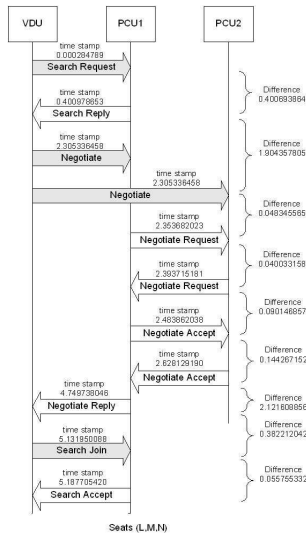 VDU
PCU1
PCU2
time stamp
0.000284789
Search Request
time stamp
0.400978653
Search Reply
Difference
0.400693864
time stamp
2.305336458
Negotiate
Difference
1.904357805
time stamp
2.305336458
Negotiate
time stamp
2.353682023
Negotiate Request
Difference
0.048345565
time stamp
2.393715181
Negotiate Request
Difference
0.040033158
time stamp
2.483862038
Negotiate Accept
Difference
0.090146857
time stamp
2.628129190
Negotiate Accept
Difference
0.144267152
time stamp
4.749738046
Negotiate Reply
Difference
2.121608856
time stamp
5.131950088
Search Join
Difference
0.382212042
time stamp
5.187705420
Search Accept
Difference
0.055755332
Seats (L,M,N)